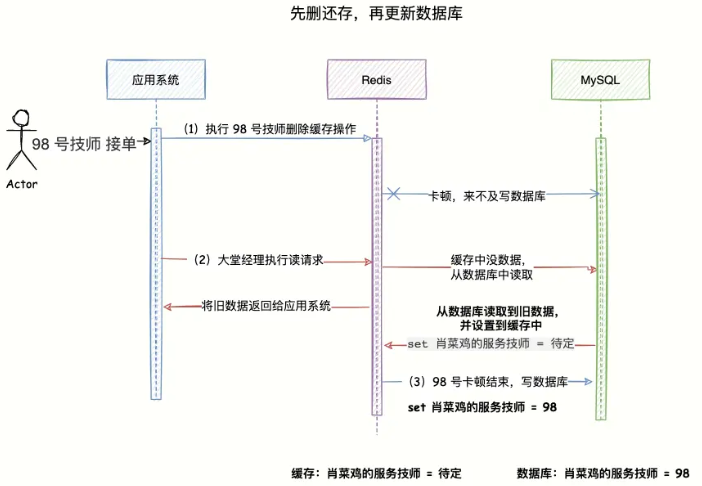 先删还存，再更新数据库
应用系统
Redis
MySQL
（1）执行 98 号技师删除缓存操作
98 号技师 接单
Actor
卡顿，来不及写数据库
（2）大堂经理执行读请求
缓存中没数据，
从数据库中读取
将旧数据返回给应用系统
从数据库读取到旧数据，
并设置到缓存中
set 肖菜鸡的服务技师 = 待定
（3）98 号卡顿结束，写数据库
set 肖菜鸡的服务技师 = 98
缓存：肖菜鸡的服务技师 = 待定
数据库：肖菜鸡的服务技师 = 98